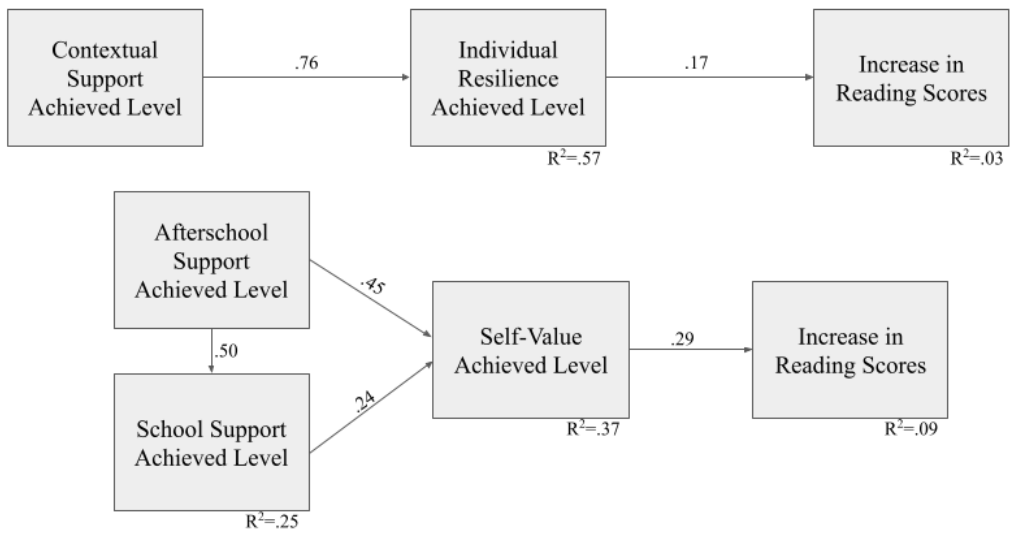 Contextual
Support
Achieved Level
.76
Individual
Resilience
Achieved Level
R²=.57
.17
Increase in
Reading Scores
R²=.03
Afterschool
Support
Achieved Level
.50
School Support
Achieved Level
R²=.25
.45
.24
Self-Value
Achieved Level
R²=.37
.29
Increase in
Reading Scores
R²=.09